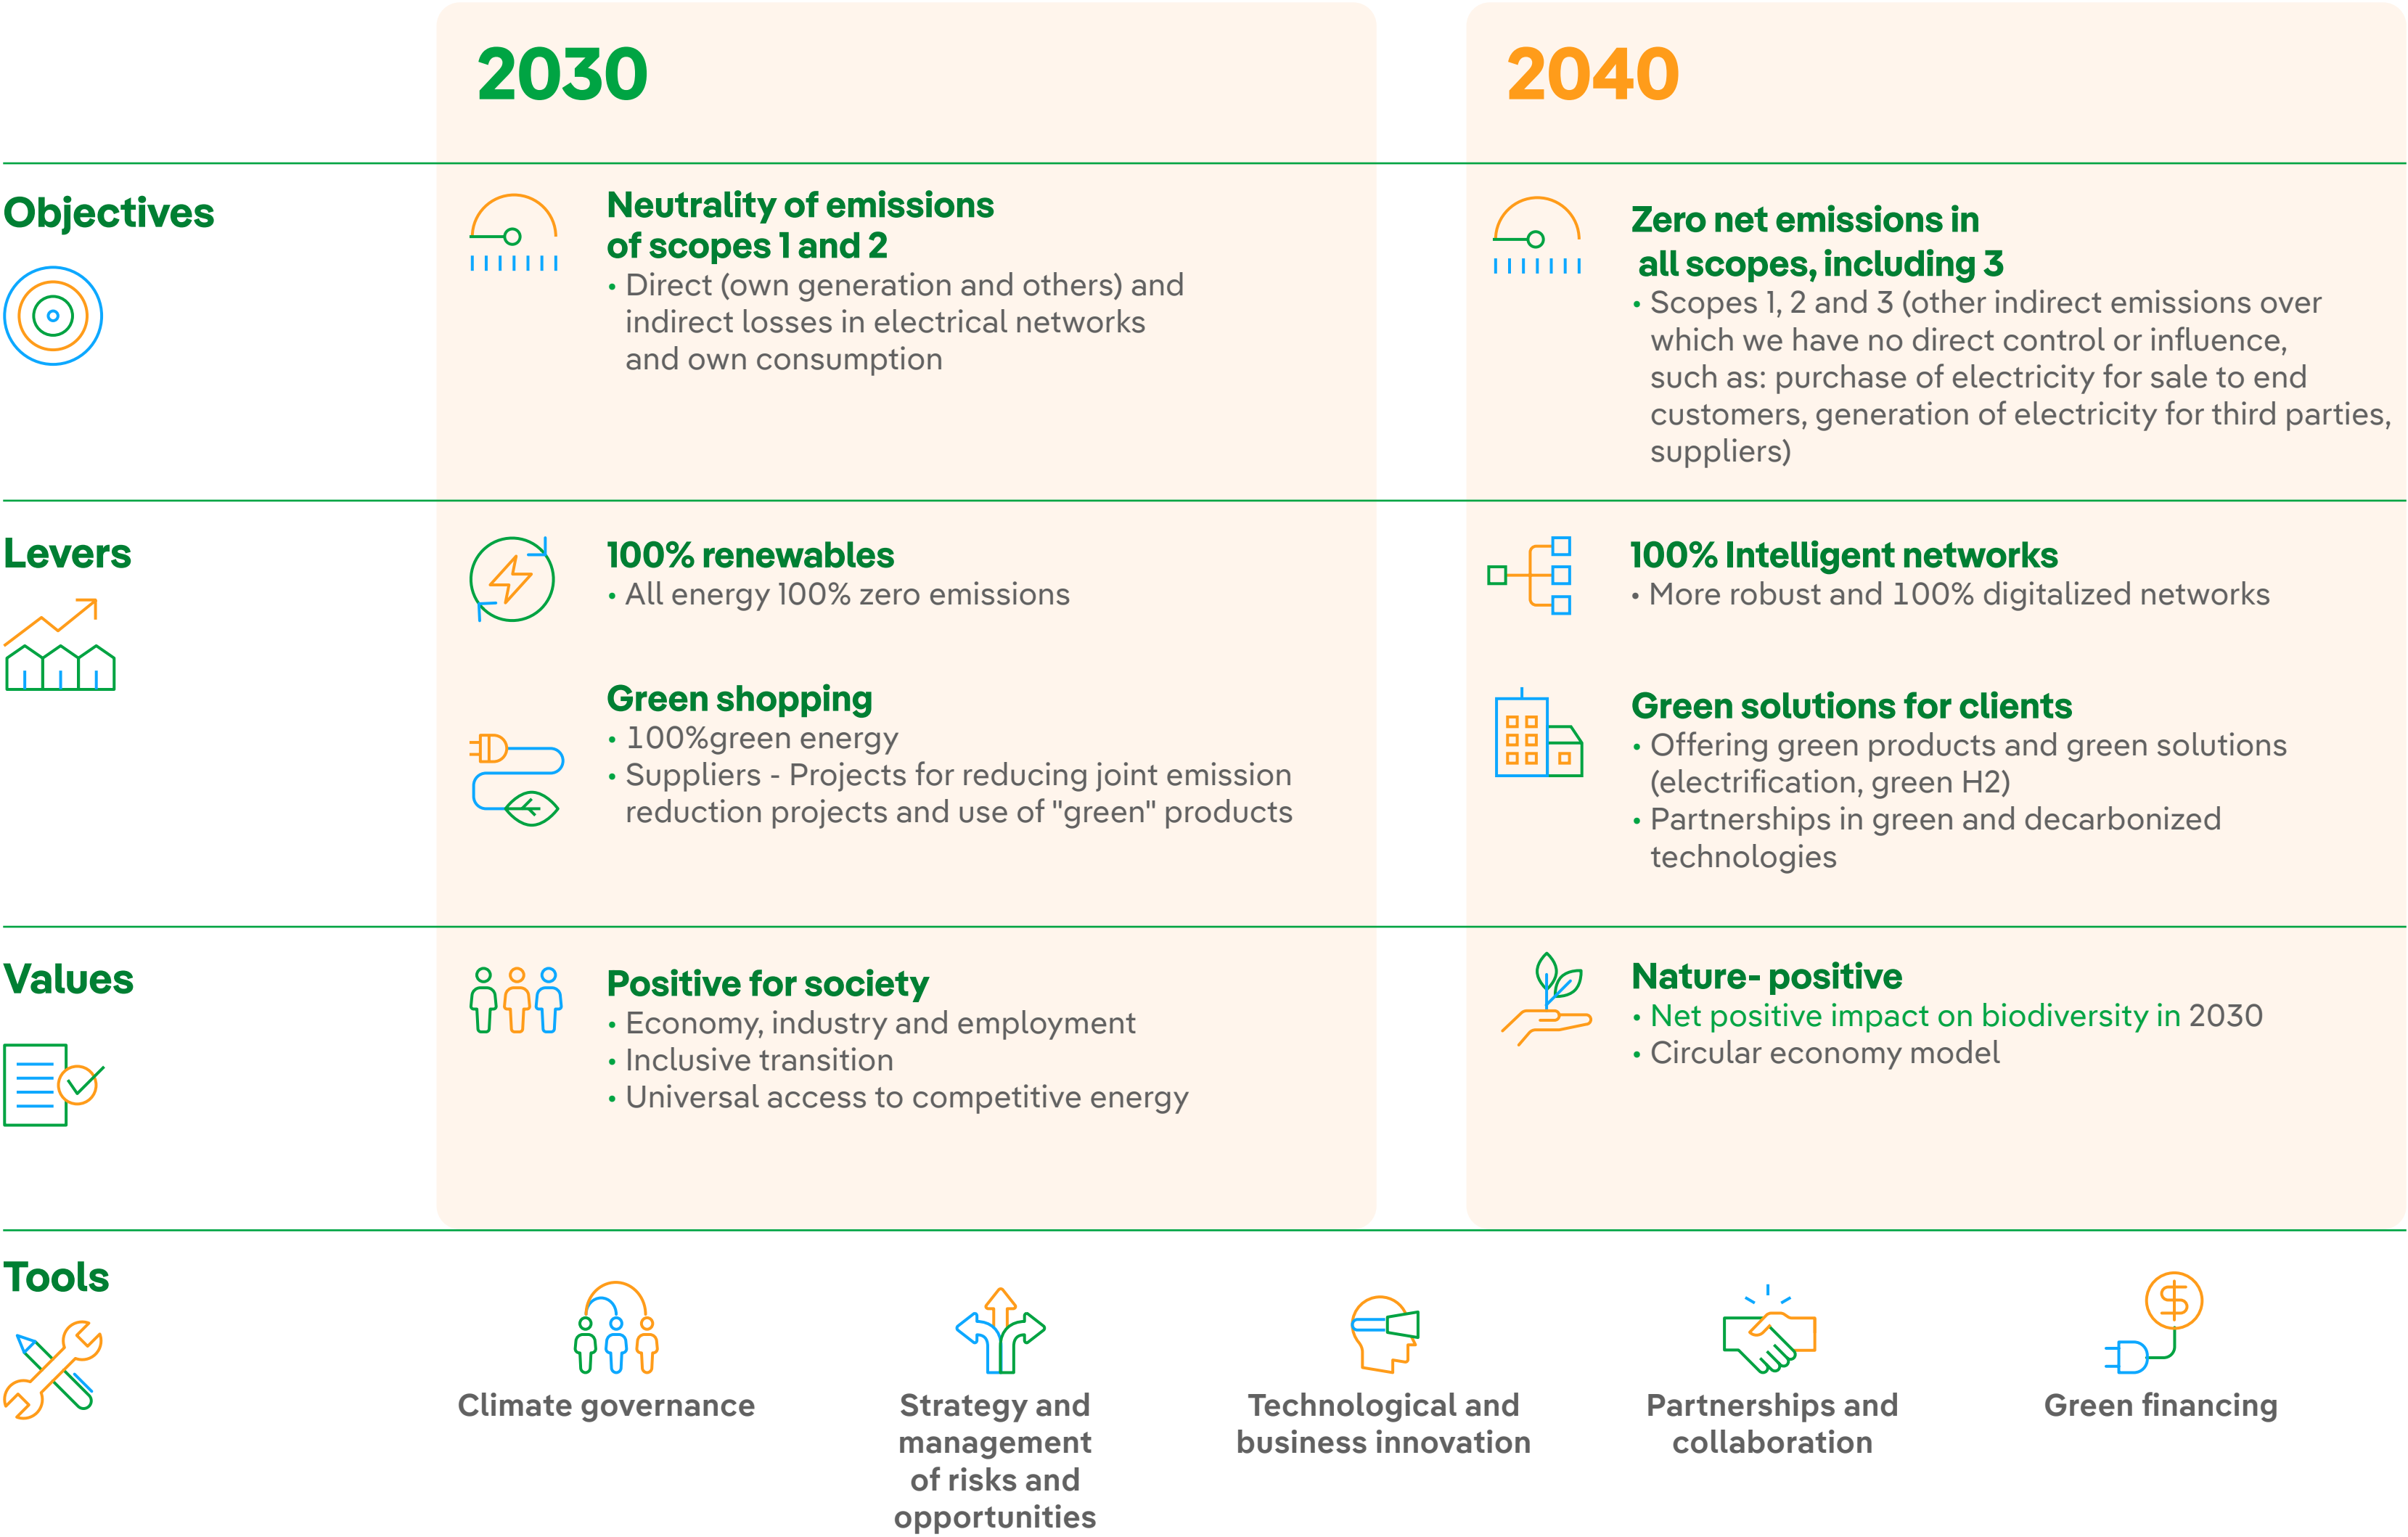 2030
2040
Objectives
Neutrality of emissions
of scopes 1 and 2
• Direct (own generation and others) and
indirect losses in electrical networks
and own consumption
Zero net emissions in
all scopes, including 3
• Scopes 1, 2 and 3 (other indirect emissions over
which we have no direct control or influence,
such as: purchase of electricity for sale to end
customers, generation of electricity for third parties,
suppliers)
Levers
100% renewables
• All energy 100% zero emissions
Green shopping
• 100%green energy
• Suppliers - Projects for reducing joint emission
reduction projects and use of "green" products
100% Intelligent networks
• More robust and 100% digitalized networks
Green solutions for clients
• Offering green products and green solutions
(electrification, green H2)
• Partnerships in green and decarbonized
technologies
Values
Positive for society
• Economy, industry and employment
• Inclusive transition
• Universal access to competitive energy
Nature- positive
• Net positive impact on biodiversity in 2030
• Circular economy model
Tools
Climate governance
Strategy and
management
of risks and
opportunities
Technological and
business innovation
Partnerships and
collaboration
Green financing